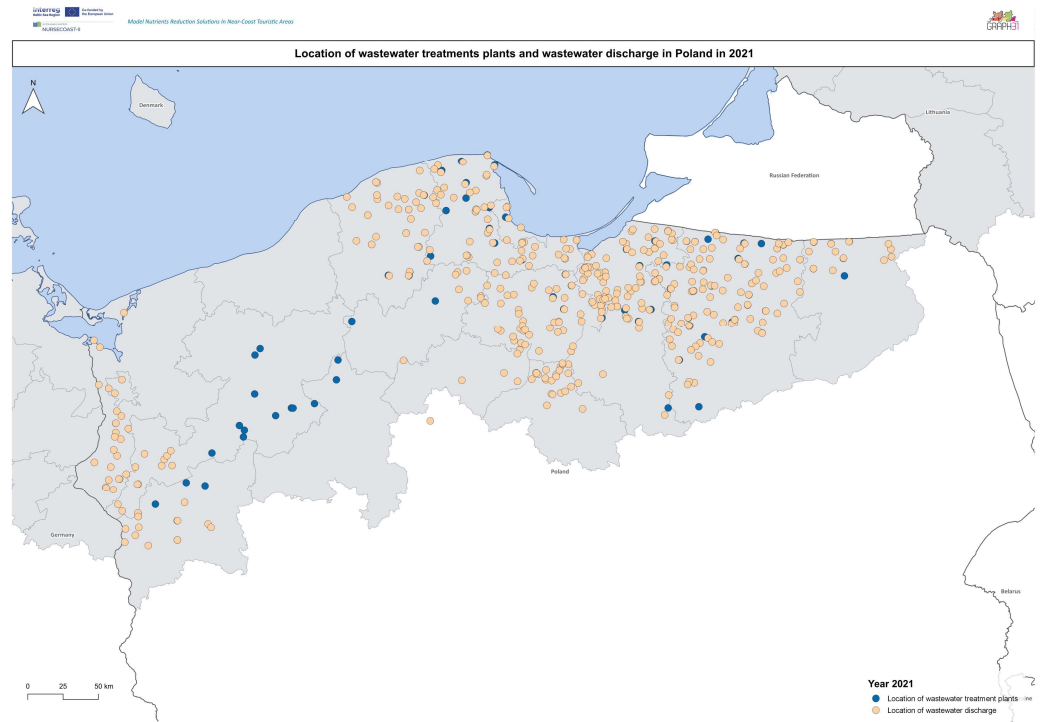 Interreg
Baltic Sea Region
Co-funded by
the European Union
NURSECOAST-II
Model Nutrients Reduction Solutions in Near-Coast Touristic Areas
GRAPH31
Location of wastewater treatments plants and wastewater discharge in Poland in 2021
N
Denmark
Lithuania
Russian Federation
Poland
Germany
Belarus
0 25 50 km
Year 2021
Location of wastewater treatment plants
Location of wastewater discharge